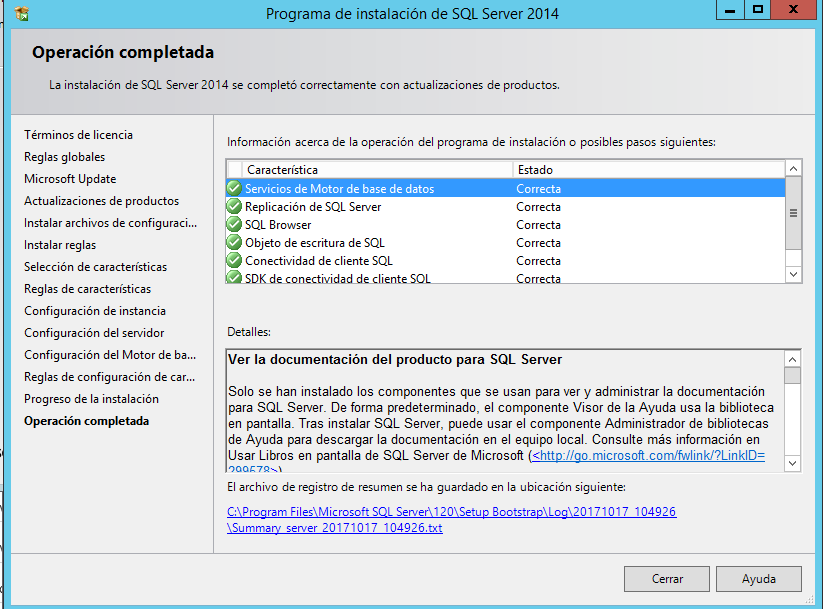 Programa de instalación de SQL Server 2014
Operación completada
La instalación de SQL Server 2014 se completó correctamente con actualizaciones de productos.
Términos de licencia
Reglas globales
Microsoft Update
Actualizaciones de productos
Instalar archivos de configuraci...
Instalar reglas
Selección de características
Reglas de características
Configuración de instancia
Configuración del servidor
Configuración del Motor de ba...
Reglas de configuración de car...
Progreso de la instalación
Operación completada
Información acerca de la operación del programa de instalación o posibles pasos siguientes:
Característica Estado
Servicios de Motor de base de datos Correcta
Replicación de SQL Server Correcta
SQL Browser Correcta
Objeto de escritura de SQL Correcta
Conectividad de cliente SQL Correcta
SDK de conectividad de cliente SQL Correcta
Detalles:
Ver la documentación del producto para SQL Server
Solo se han instalado los componentes que se usan para ver y administrar la documentación
para SQL Server. De forma predeterminado, el componente Visor de la Ayuda usa la biblioteca
en pantalla. Tras instalar SQL Server, puede usar el componente Administrador de bibliotecas
de Ayuda para descargar la documentación en el equipo local. Consulte más información en
Usar Libros en pantalla de SQL Server de Microsoft (<http://go.microsoft.com/fwlink/?LinkID=
299578>)
El archivo de registro de resumen se ha guardado en la ubicación siguiente:
C:\Program Files\Microsoft SQL Server\120\Setup Bootstrap\Log\20171017_104926
\Summary_server_20171017_104926.txt
Cerrar
Ayuda